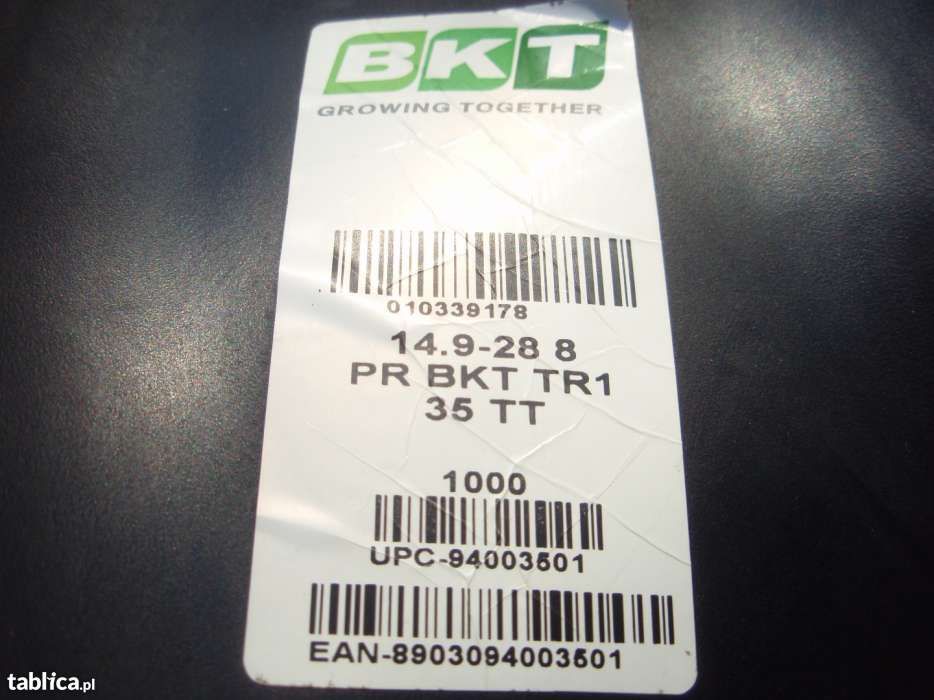 BKT
GROWING TOGETHER
010339178
14.9-28 8
PR BKT TR1
35 TT
1000
UPC-94003501
EAN-8903094003501
tablica.pl